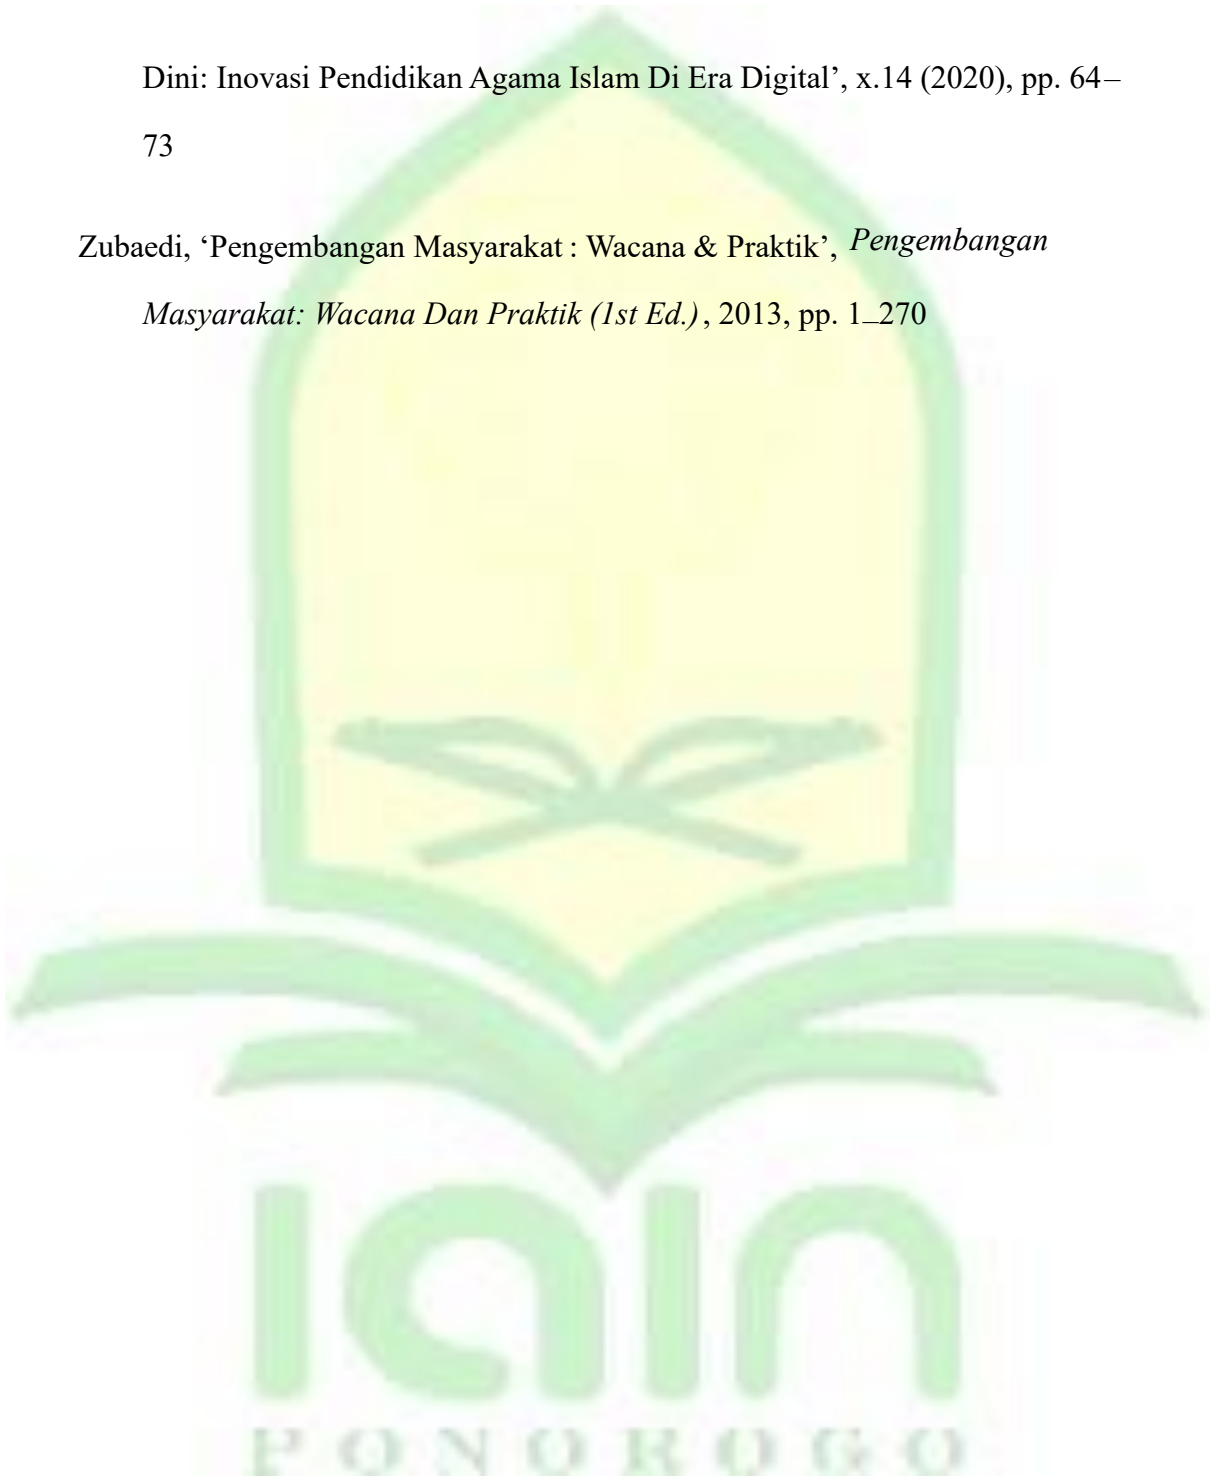 Dini: Inovasi Pendidikan Agama Islam Di Era Digital’, x.14 (2020), pp. 64–
73
Zubaedi, ‘Pengembangan Masyarakat : Wacana & Praktik’, Pengembangan
Masyarakat: Wacana Dan Praktik (1st Ed.), 2013, pp. 1–270
iain
PONOROGO